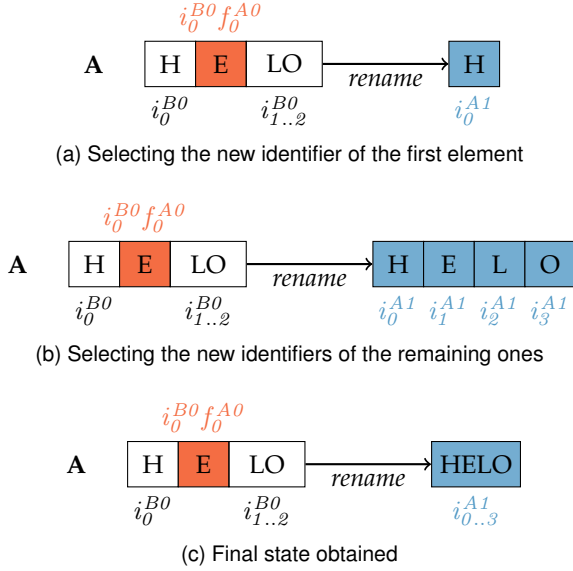 i_0^{B0} f_0^{A0}
A H E LO rename H
i_0^{B0} i_{1..2}^{B0} i_0^{A1}
(a) Selecting the new identifier of the first element
i_0^{B0} f_0^{A0}
A H E LO rename H E L O
i_0^{B0} i_{1..2}^{B0} i_0^{A1} i_1^{A1} i_2^{A1} i_3^{A1}
(b) Selecting the new identifiers of the remaining ones
i_0^{B0} f_0^{A0}
A H E LO rename HELO
i_0^{B0} i_{1..2}^{B0} i_{0..3}^{A1}
(c) Final state obtained